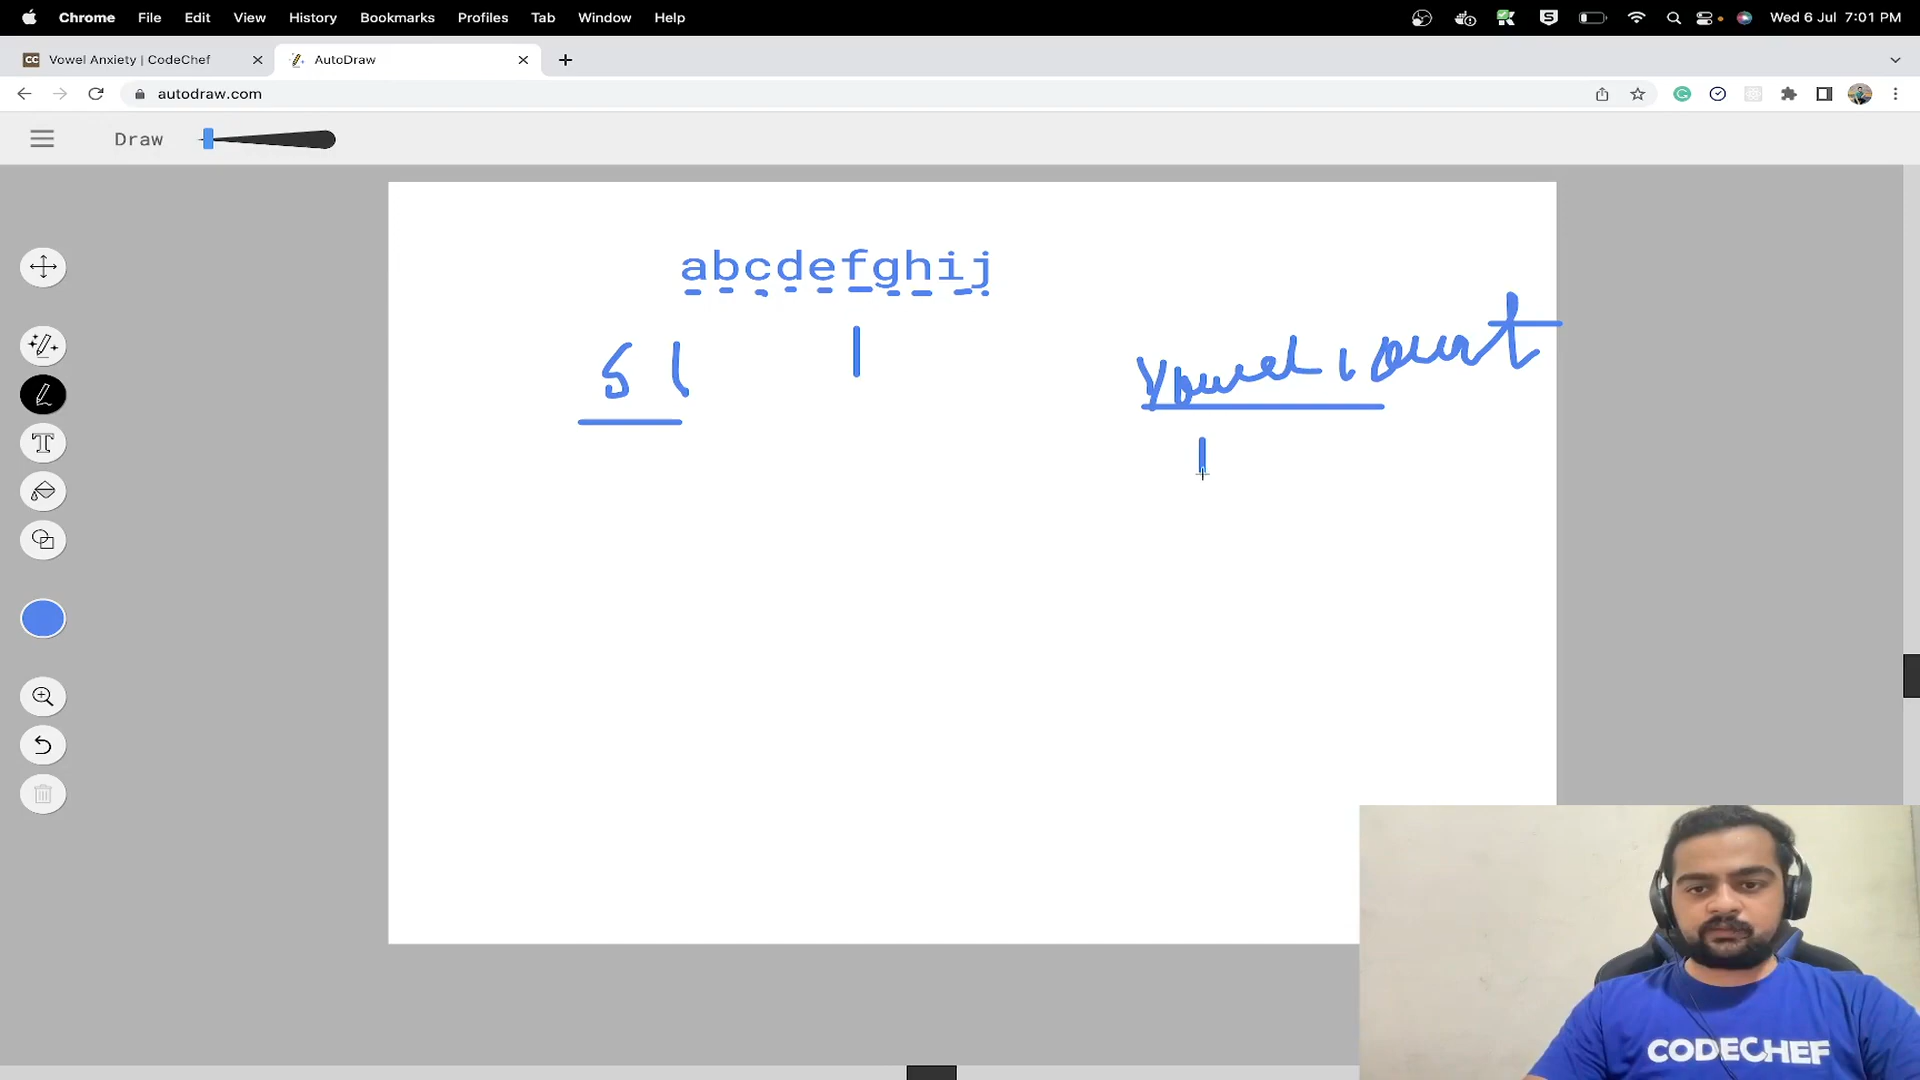 Chrome File Edit View History Bookmarks Profiles Tab Window Help
Wed 6 Jul 7:01 PM
CC Vowel Anxiety | CodeChef
AutoDraw
autodraw.com
Draw
abcdefghij
S (
|
Vowel count
|
T
CODECHEF